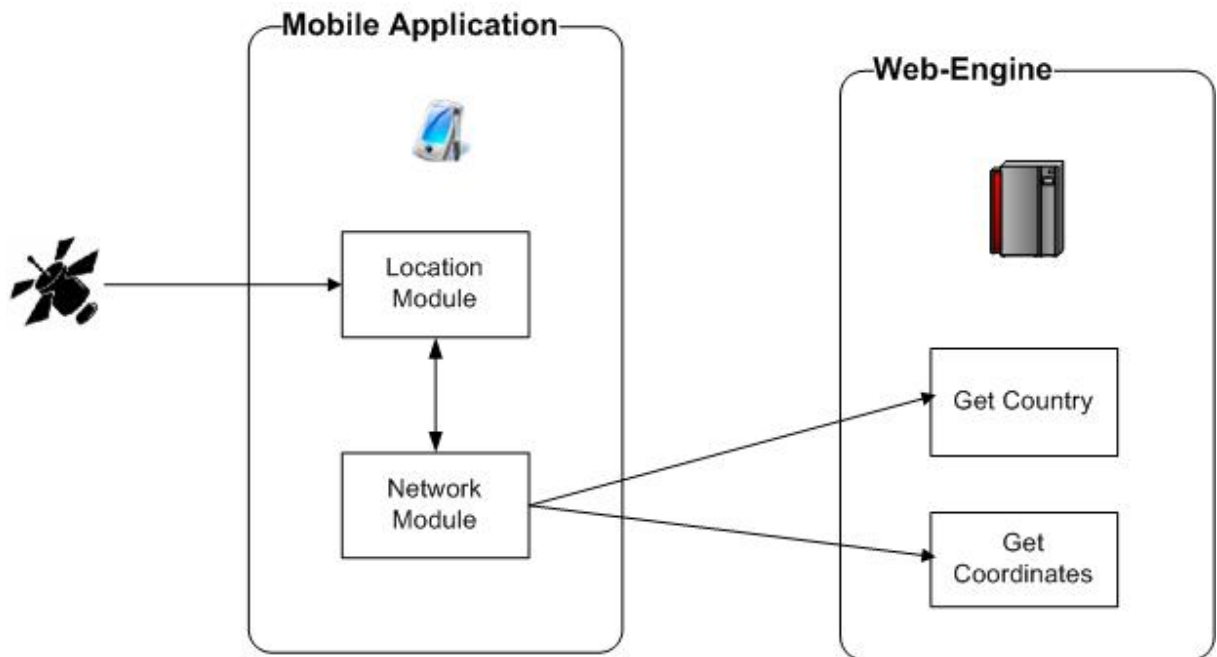 Mobile Application
Web-Engine
Location
Module
Get Country
Network
Module
Get
Coordinates